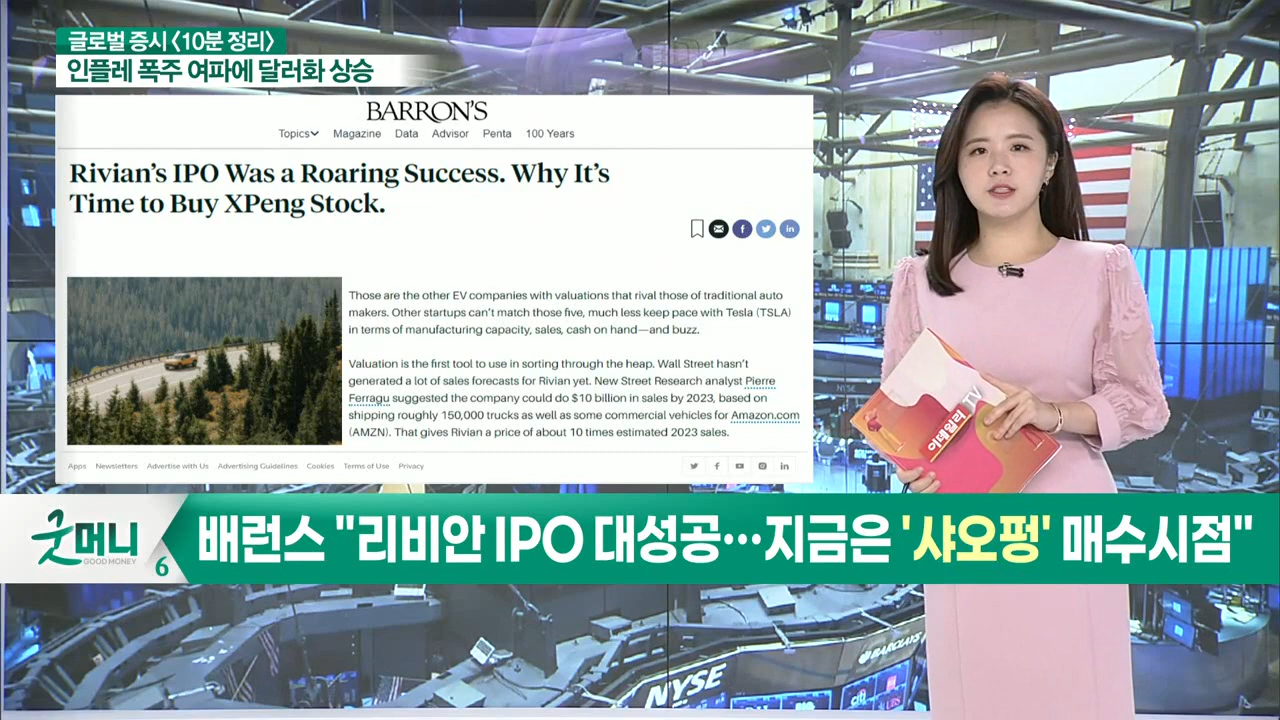 글로벌 증시 <10분 정리>
인플레 폭주 여파에 달러화 상승
BARRON'S
Topics Magazine Data Advisor Penta 100 Years
Rivian's IPO Was a Roaring Success. Why It's
Time to Buy XPeng Stock.
Those are the other EV companies with valuations that rival those of traditional auto
makers. Other startups can't match those five, much less keep pace with Tesla (TSLA)
in terms of manufacturing capacity, sales, cash on hand—and buzz.
Valuation is the first tool to use in sorting through the heap. Wall Street hasn't
generated a lot of sales forecasts for Rivian yet. New Street Research analyst Pierre
Ferragu suggested the company could do $10 billion in sales by 2023, based on
shipping roughly 150,000 trucks as well as some commercial vehicles for Amazon.com
(AMZN). That gives Rivian a price of about 10 times estimated 2023 sales.
Apps Newsletters Advertise with Us Advertising Guidelines Cookies Terms of Use Privacy
이데일리 TV
굿머니
GOOD MONEY
6
배런스 "리비안 IPO 대성공…지금은 '샤오펑' 매수시점"
BARCLAYS
NYSE
citi